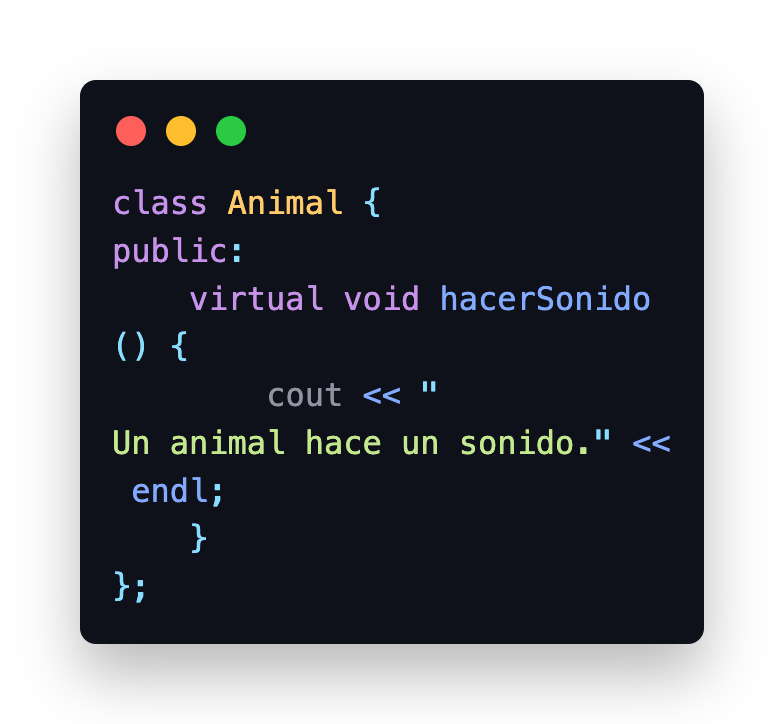 class Animal {
public:
    virtual void hacerSonido
() {
        cout << "
Un animal hace un sonido." <<
 endl;
    }
};